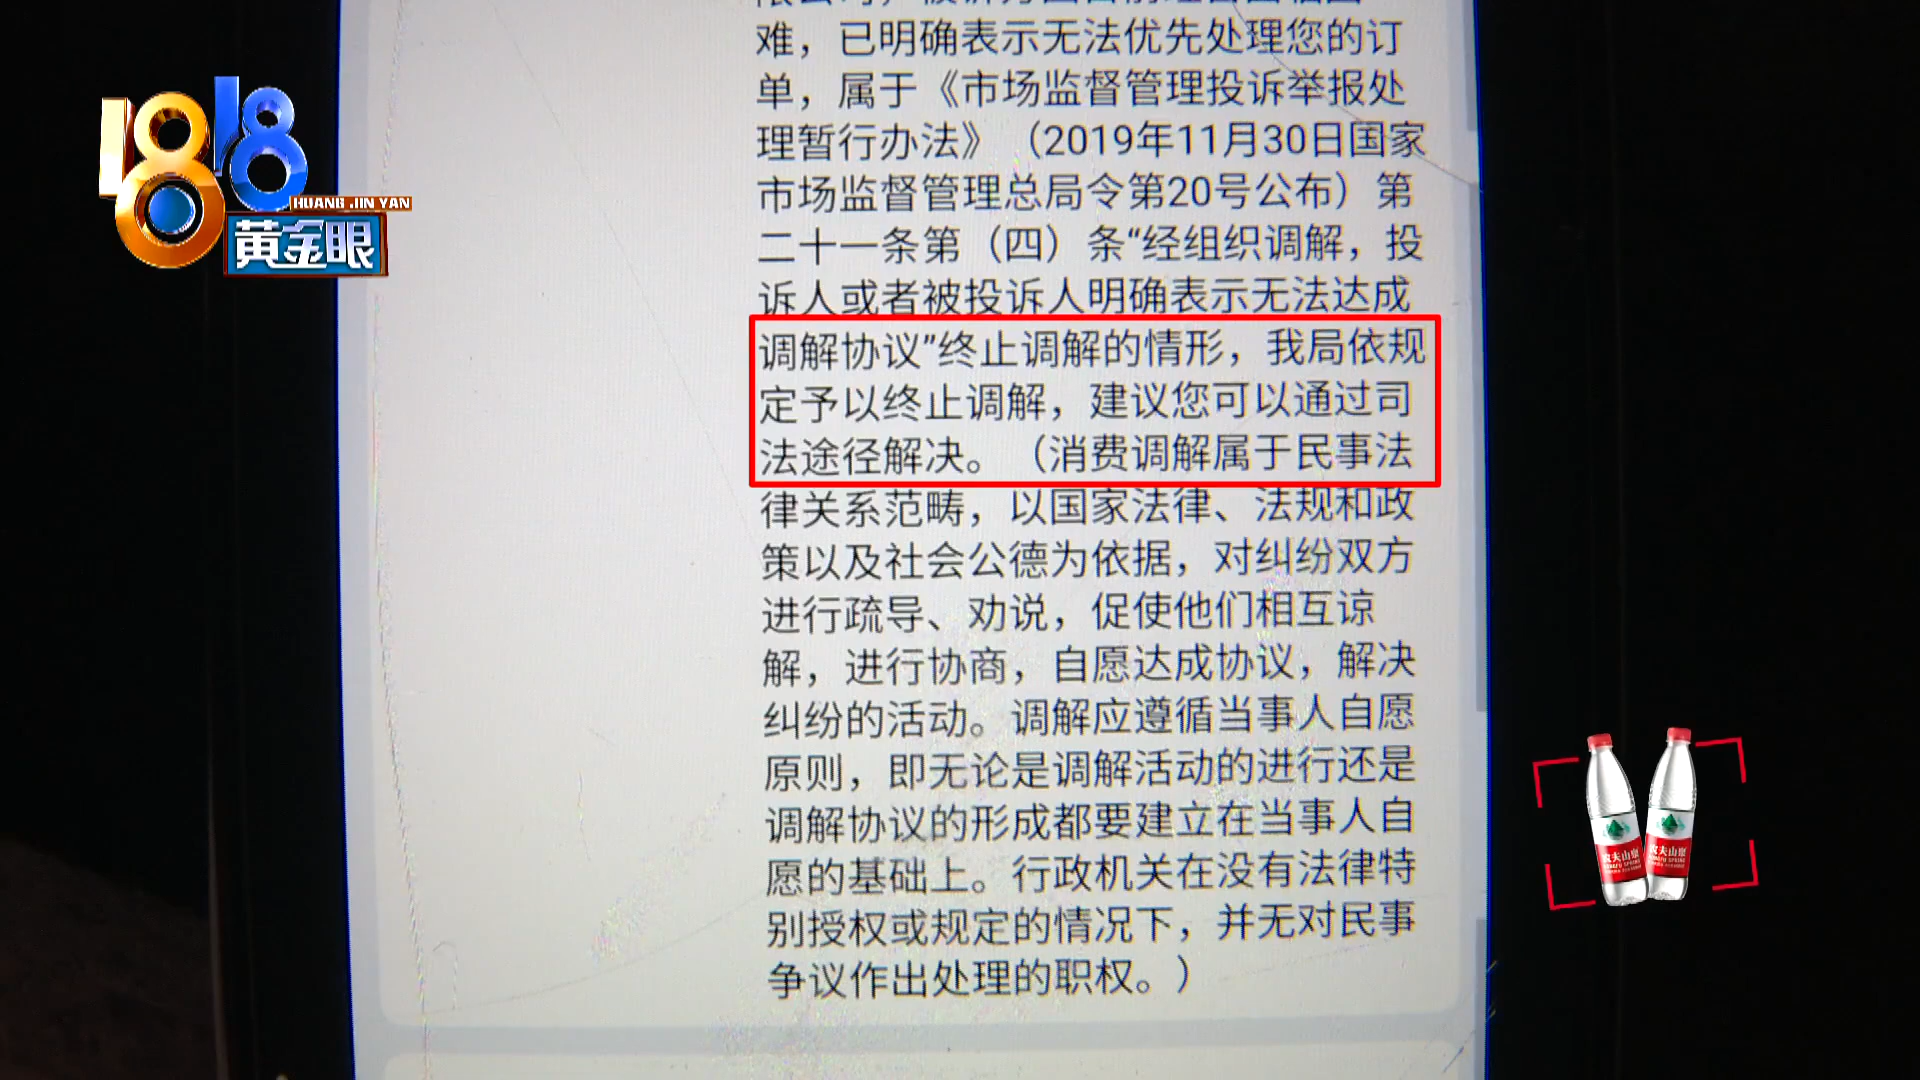 1818
HUANG JIN YAN
黄金眼
难，已明确表示无法优先处理您的订
单，属于《市场监督管理投诉举报处
理暂行办法》（2019年11月30日国家
市场监督管理总局令第20号公布）第
二十一条第（四）条“经组织调解，投
诉人或者被投诉人明确表示无法达成
调解协议”终止调解的情形，我局依规
定予以终止调解，建议您可以通过司
法途径解决。（消费调解属于民事法
律关系范畴，以国家法律、法规和政
策以及社会公德为依据，对纠纷双方
进行疏导、劝说，促使他们相互谅
解，进行协商，自愿达成协议，解决
纠纷的活动。调解应遵循当事人自愿
原则，即无论是调解活动的进行还是
调解协议的形成都要建立在当事人自
愿的基础上。行政机关在没有法律特
别授权或规定的情况下，并无对民事
争议作出处理的职权。）
农夫山泉
农夫山泉